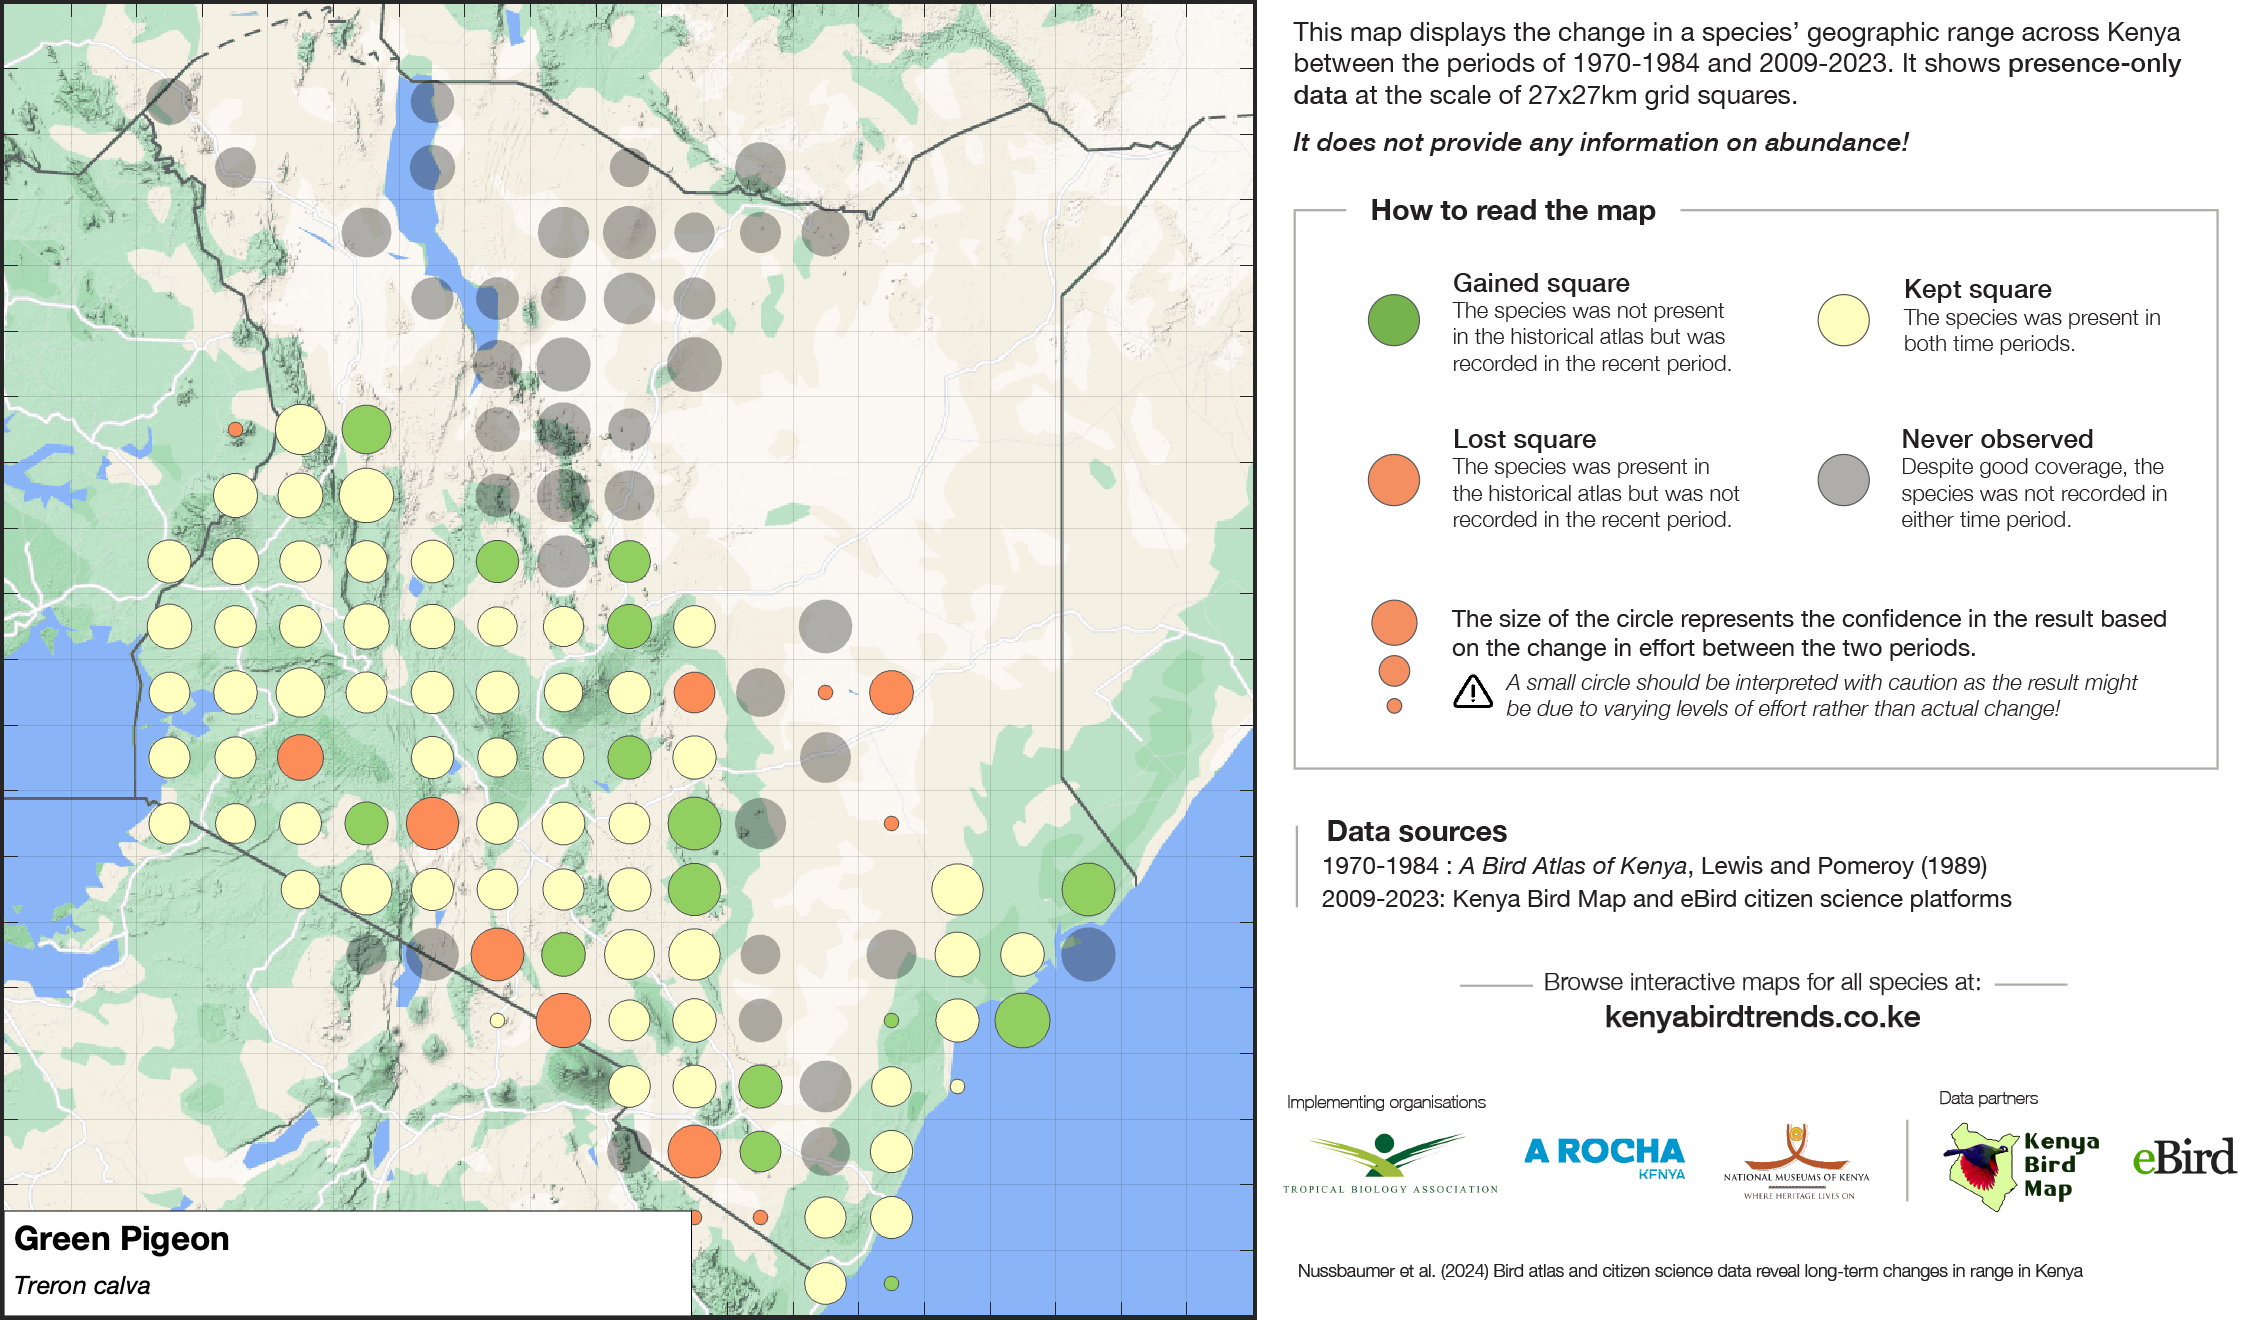 This map displays the change in a species’ geographic range across Kenya
between the periods of 1970-1984 and 2009-2023. It shows presence-only
data at the scale of 27x27km grid squares.
It does not provide any information on abundance!
How to read the map
Gained square
The species was not present
in the historical atlas but was
recorded in the recent period.
Kept square
The species was present in
both time periods.
Lost square
The species was present in
the historical atlas but was not
recorded in the recent period.
Never observed
Despite good coverage, the
species was not recorded in
either time period.
The size of the circle represents the confidence in the result based
on the change in effort between the two periods.
A small circle should be interpreted with caution as the result might
be due to varying levels of effort rather than actual change!
Data sources
1970-1984 : A Bird Atlas of Kenya, Lewis and Pomeroy (1989)
2009-2023: Kenya Bird Map and eBird citizen science platforms
Browse interactive maps for all species at:
kenyabirdtrends.co.ke
Implementing organisations
Data partners
TROPICAL BIOLOGY ASSOCIATION
A ROCHA
KENYA
NATIONAL MUSEUMS OF KENYA
WHERE HERITAGE LIVES ON
Kenya
Bird
Map
eBird
Green Pigeon
Treron calva
Nussbaumer et al. (2024) Bird atlas and citizen science data reveal long-term changes in range in Kenya